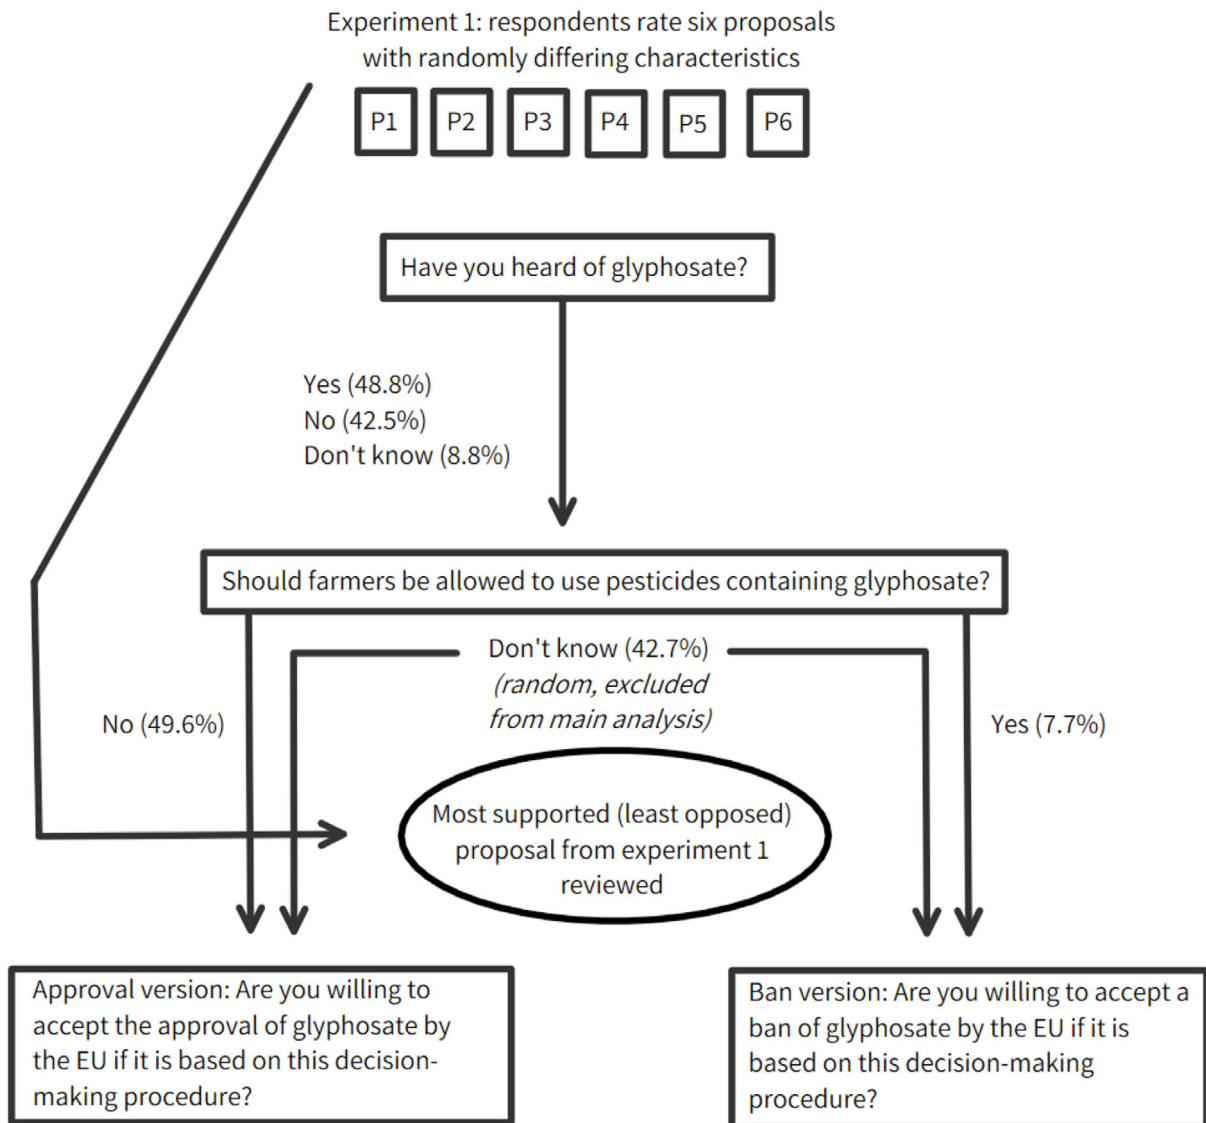 Experiment 1: respondents rate six proposals
with randomly differing characteristics
P1 P2 P3 P4 P5 P6
Have you heard of glyphosate?
Yes (48.8%)
No (42.5%)
Don't know (8.8%)
Should farmers be allowed to use pesticides containing glyphosate?
Don't know (42.7%)
(random, excluded
from main analysis)
No (49.6%)
Yes (7.7%)
Most supported (least opposed)
proposal from experiment 1
reviewed
Approval version: Are you willing to
accept the approval of glyphosate by
the EU if it is based on this decision-
making procedure?
Ban version: Are you willing to accept a
ban of glyphosate by the EU if it is
based on this decision-making
procedure?